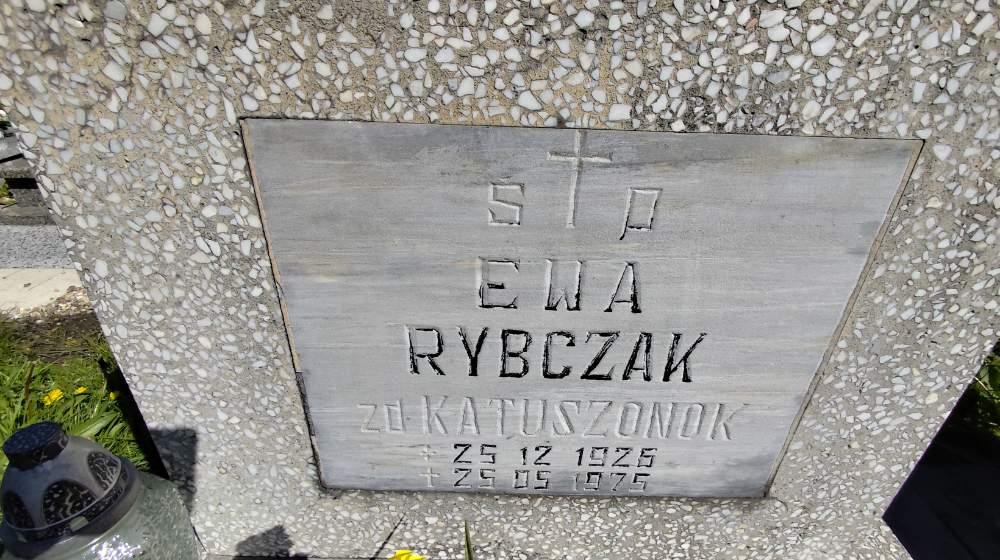 s p
EWA
RYBCZAK
zd. KATUSZONOK
25 12 1926
25 05 1975